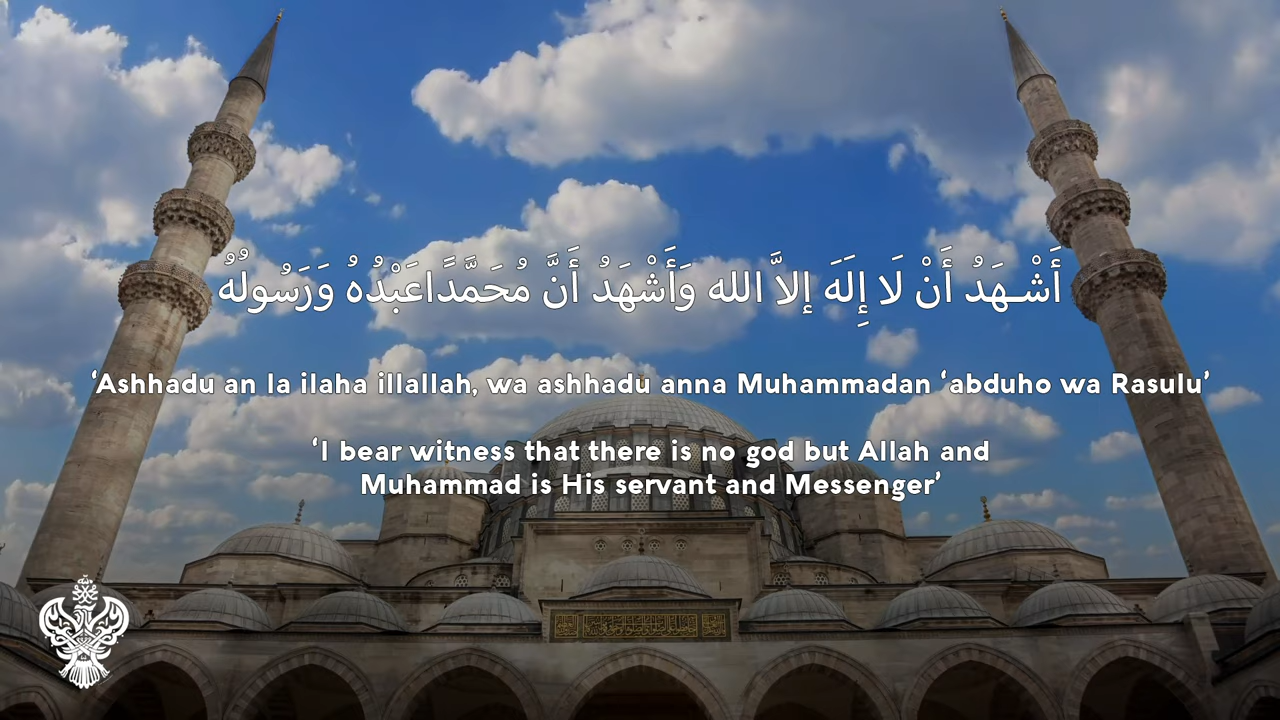 أَشْـهَدُ أَنْ لَا إِلَهَ إلاَّ الله وَأَشْهَدُ أَنَّ مُحَمَّدًاعَبْدُهُ وَرَسُولُهُ
‘Ashhadu an la ilaha illallah, wa ashhadu anna Muhammadan ‘abduho wa Rasulu’
‘I bear witness that there is no god but Allah and
Muhammad is His servant and Messenger’